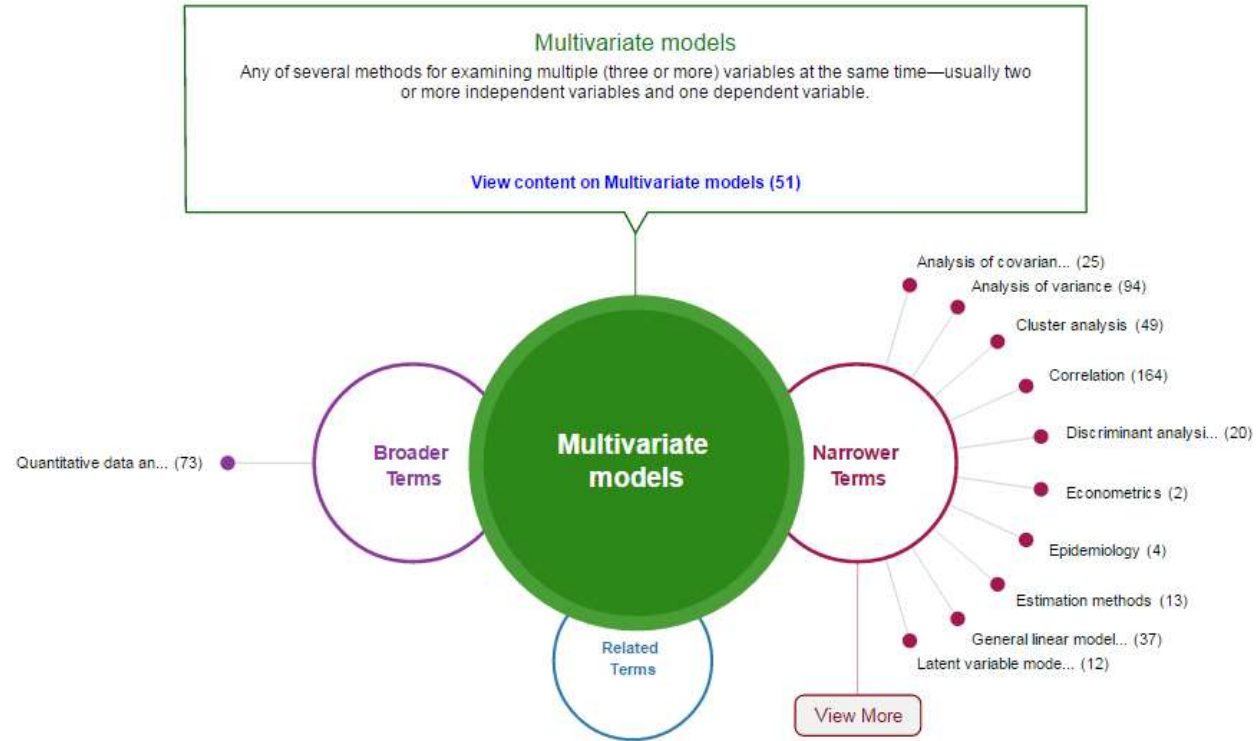 Multivariate models
Any of several methods for examining multiple (three or more) variables at the same time—usually two
or more independent variables and one dependent variable.
View content on Multivariate models (51)
Analysis of covarian... (25)
Analysis of variance (94)
Cluster analysis (49)
Correlation (164)
Discriminant analysi... (20)
Econometrics (2)
Epidemiology (4)
Estimation methods (13)
General linear model... (37)
Latent variable mode... (12)
Quantitative data an... (73)
Broader
Terms
Multivariate
models
Narrower
Terms
Related
Terms
View More